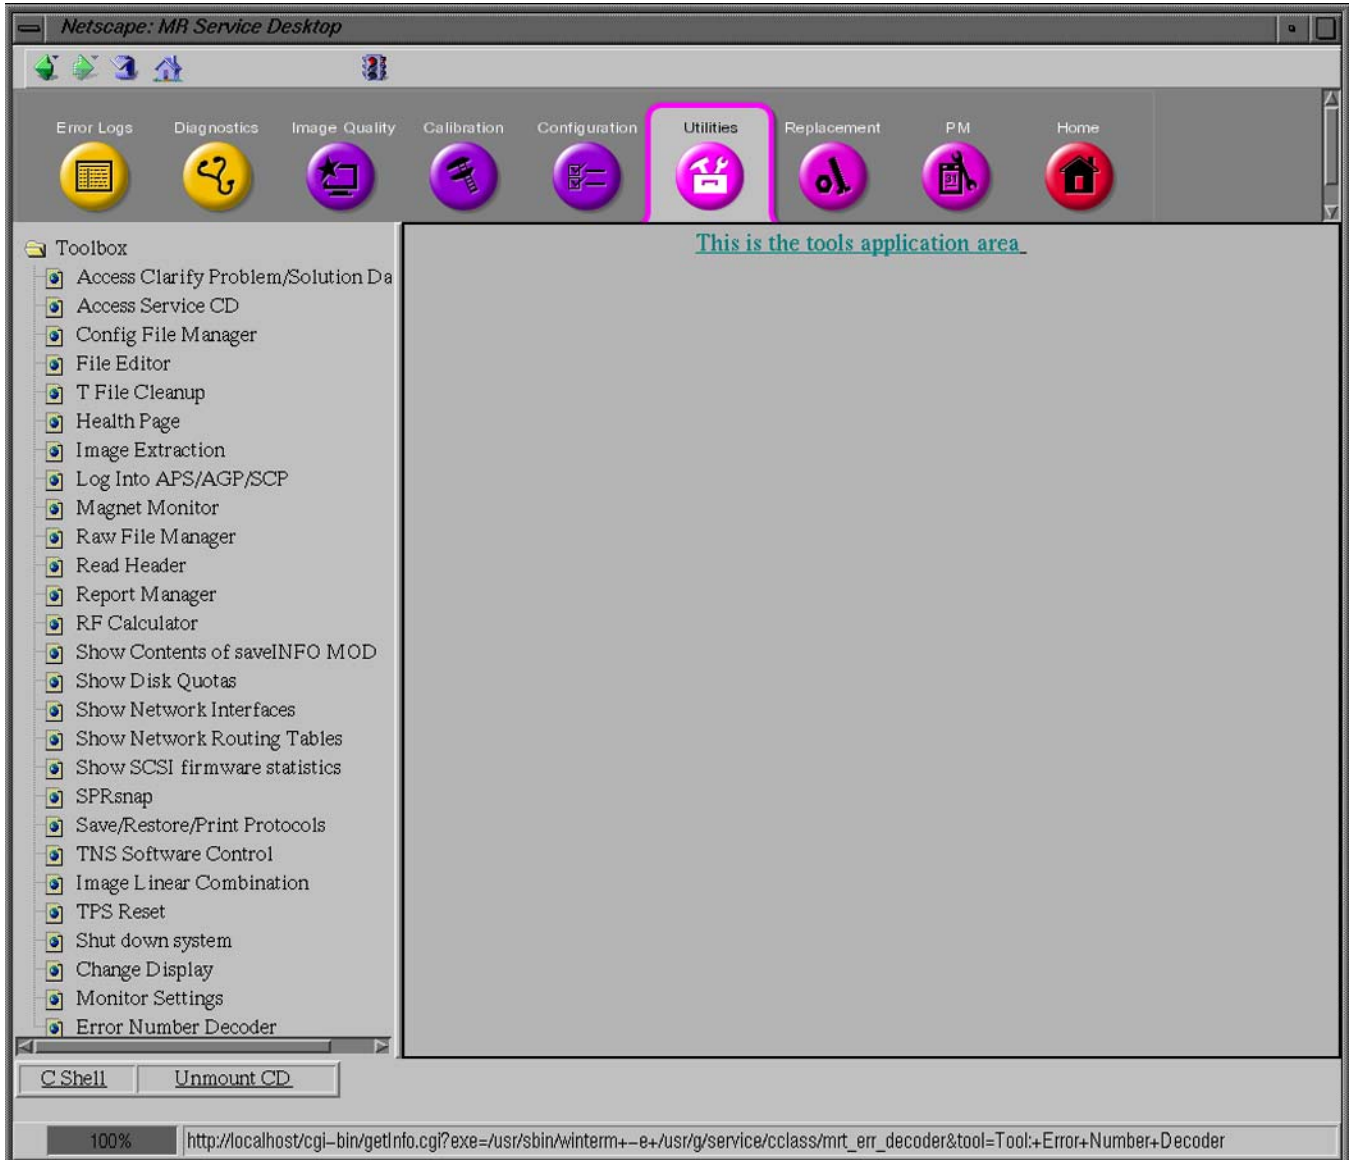 Netscape: MR Service Desktop
Error Logs Diagnostics Image Quality Calibration Configuration Utilities Replacement PM Home
31
Toolbox
Access Clarify Problem/Solution Da
Access Service CD
Config File Manager
File Editor
T File Cleanup
Health Page
Image Extraction
Log Into APS/AGP/SCP
Magnet Monitor
Raw File Manager
Read Header
Report Manager
RF Calculator
Show Contents of saveINFO MOD
Show Disk Quotas
Show Network Interfaces
Show Network Routing Tables
Show SCSI firmware statistics
SPRsnap
Save/Restore/Print Protocols
TNS Software Control
Image Linear Combination
TPS Reset
Shut down system
Change Display
Monitor Settings
Error Number Decoder
This is the tools application area
C Shell Unmount CD
100% http://localhost/cgi-bin/getInfo.cgi?exe=/usr/sbin/winterm+-e+/usr/g/service/cclass/mrt_err_decoder&tool=Tool:+Error+Number+Decoder